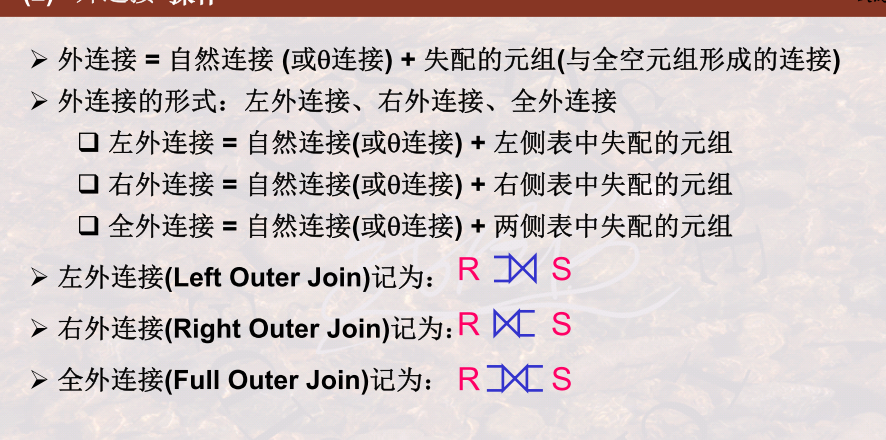 ➢ 外连接 = 自然连接 (或θ连接) + 失配的元组(与全空元组形成的连接)
➢ 外连接的形式：左外连接、右外连接、全外连接
❑ 左外连接 = 自然连接(或θ连接) + 左侧表中失配的元组
❑ 右外连接 = 自然连接(或θ连接) + 右侧表中失配的元组
❑ 全外连接 = 自然连接(或θ连接) + 两侧表中失配的元组
➢ 左外连接(Left Outer Join)记为： R ⟕ S
➢ 右外连接(Right Outer Join)记为: R ⟖ S
➢ 全外连接(Full Outer Join)记为： R ⟗ S